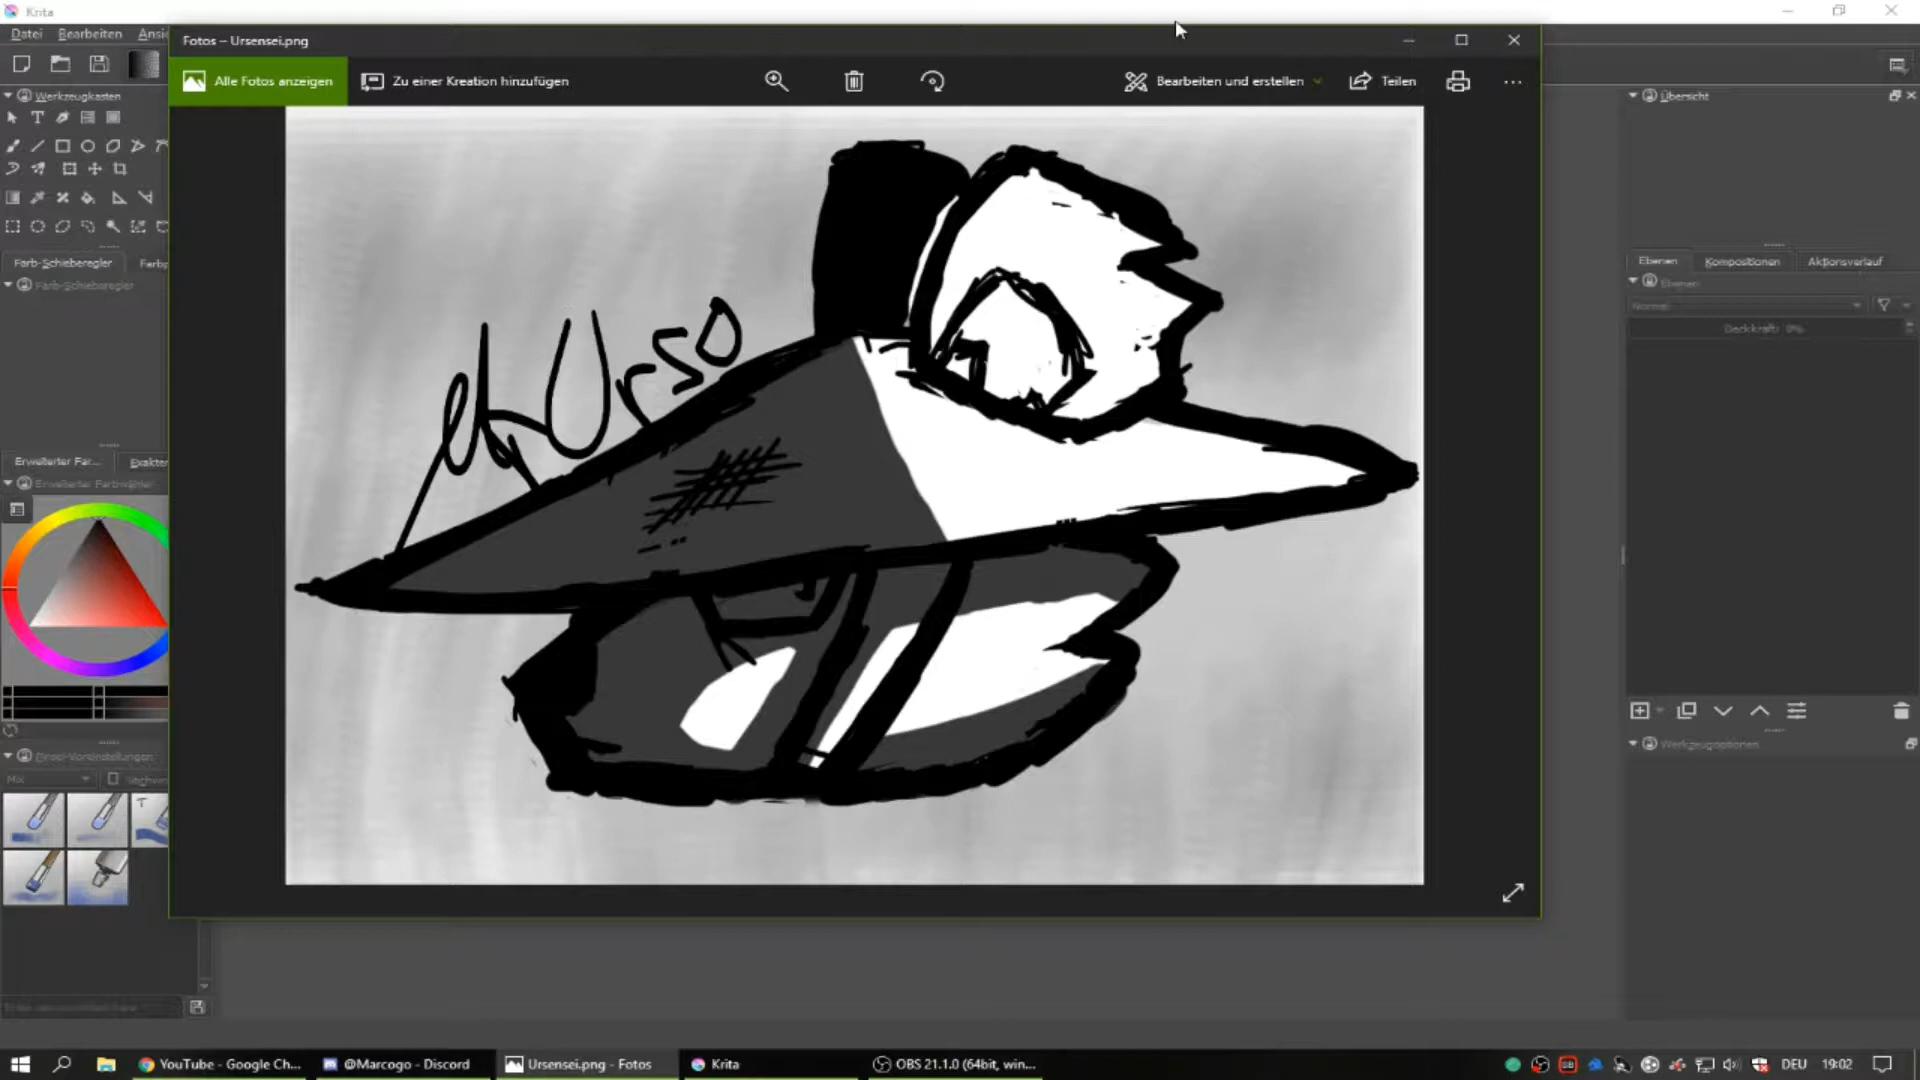 Krita
Datei Bearbeiten Ansi
Fotos – Ursensei.png
Alle Fotos anzeigen Zu einer Kreation hinzufügen Bearbeiten und erstellen Teilen
Werkzeugkasten
Übersicht
Farb-Schieberegler Farbp
Farb-Schieberegler
Ebenen Kompositionen Aktionsverlauf
Ebenen
Normal
Deckkraft: 0%
Urso
Erweiterter Far... Exakter
Erweiterter Farbwähler
Pinsel-Voreinstellungen
Mix
Werkzeugoptionen
YouTube - Google Ch... @Marcogo - Discord Ursensei.png - Fotos Krita OBS 21.1.0 (64bit, win... DEU 19:02